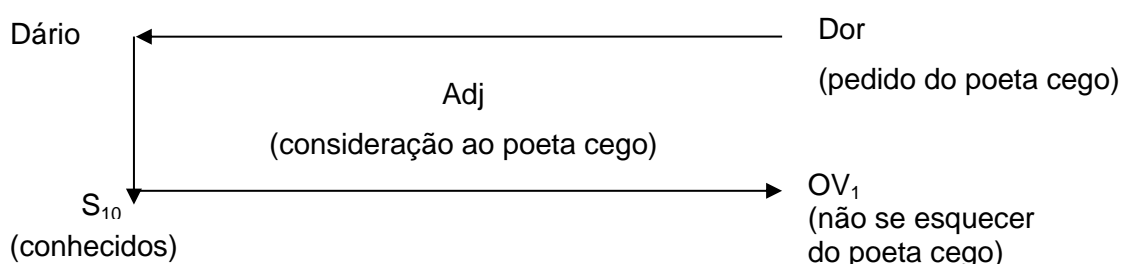 Dário
Dor
(pedido do poeta cego)
Adj
(consideração ao poeta cego)
S₁₀
(conhecidos)
OV₁
(não se esquecer
do poeta cego)